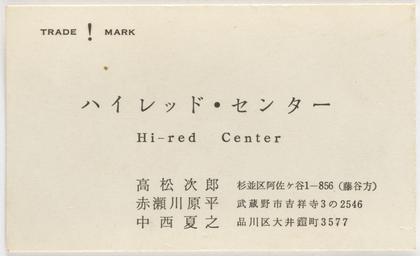 TRADE ! MARK
ハイレッド・センター
Hi-red Center
高松次郎 杉並区阿佐ヶ谷1-856 (藤谷方)
赤瀬川原平 武蔵野市吉祥寺3の2546
中西夏之 品川区大井鎧町3577